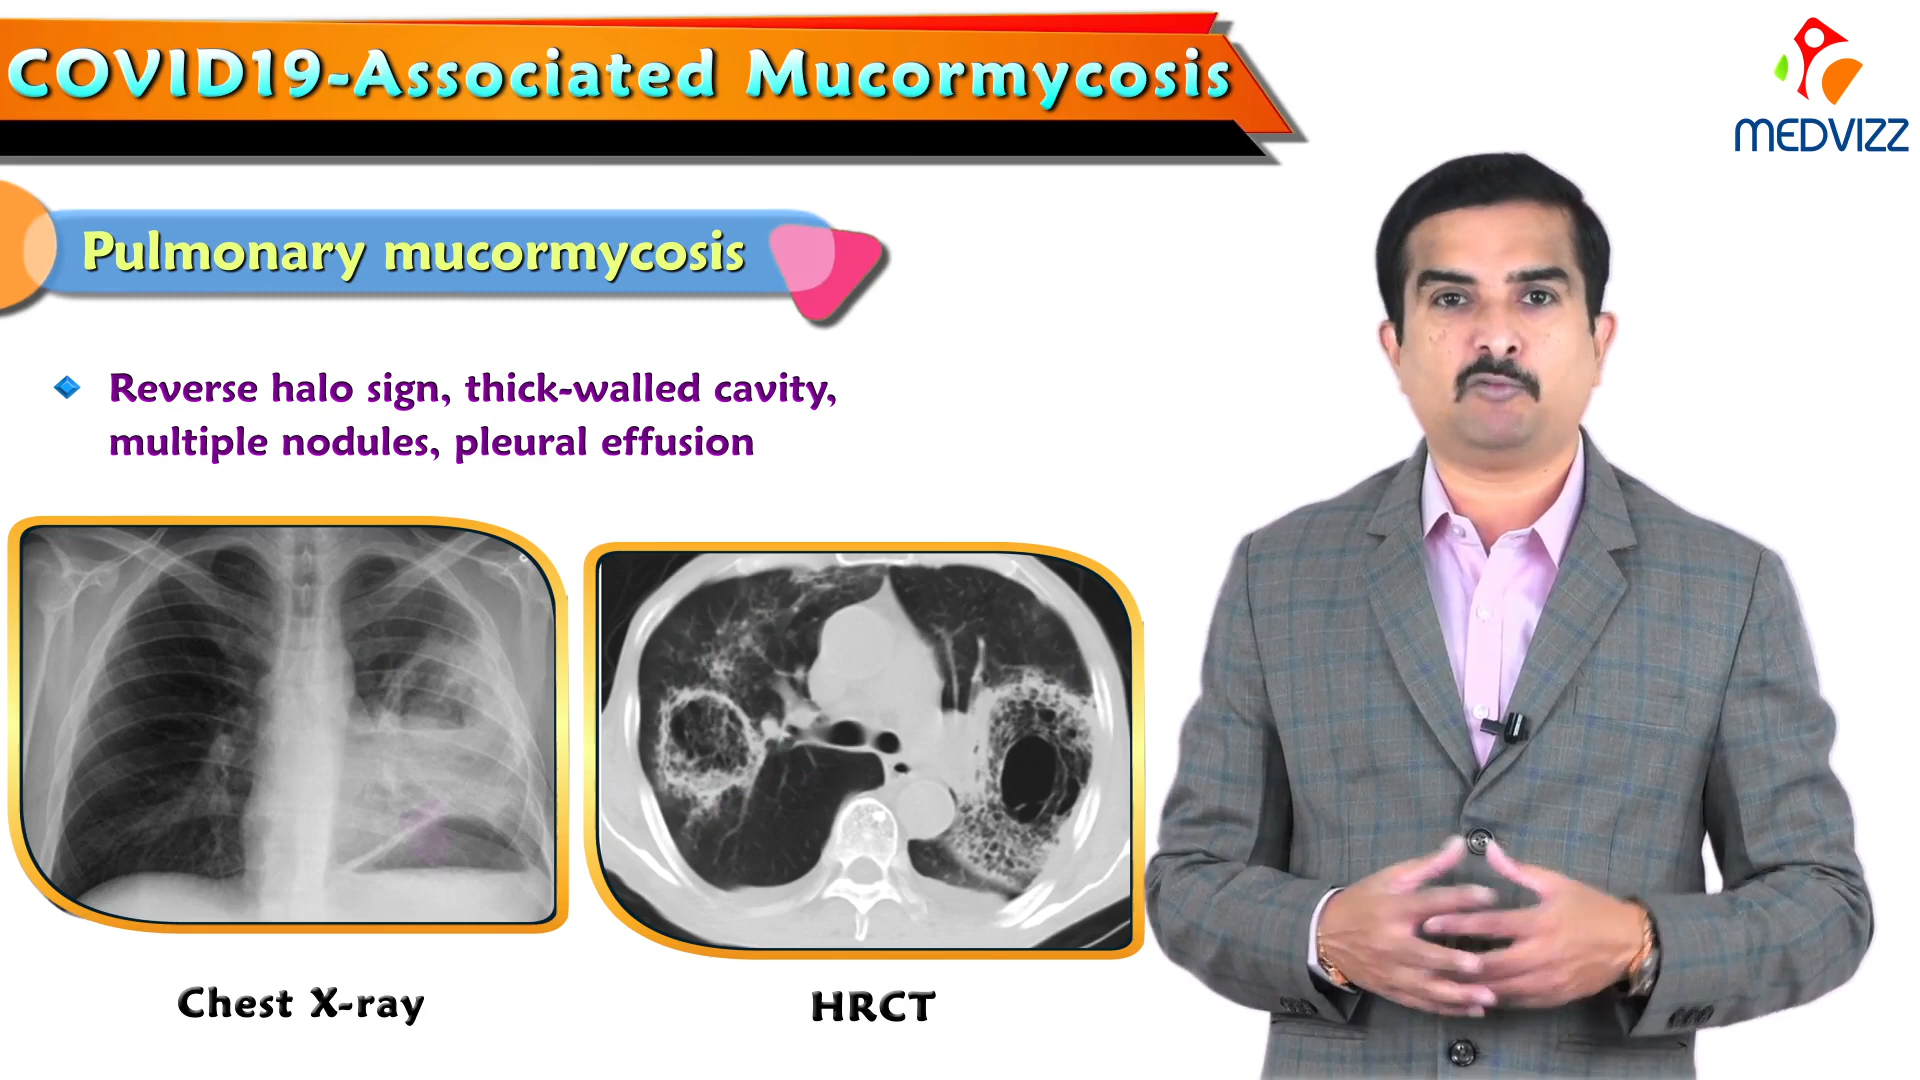 COVID19-Associated Mucormycosis
MEDVIZZ
Pulmonary mucormycosis
Reverse halo sign, thick-walled cavity,
multiple nodules, pleural effusion
Chest X-ray
HRCT